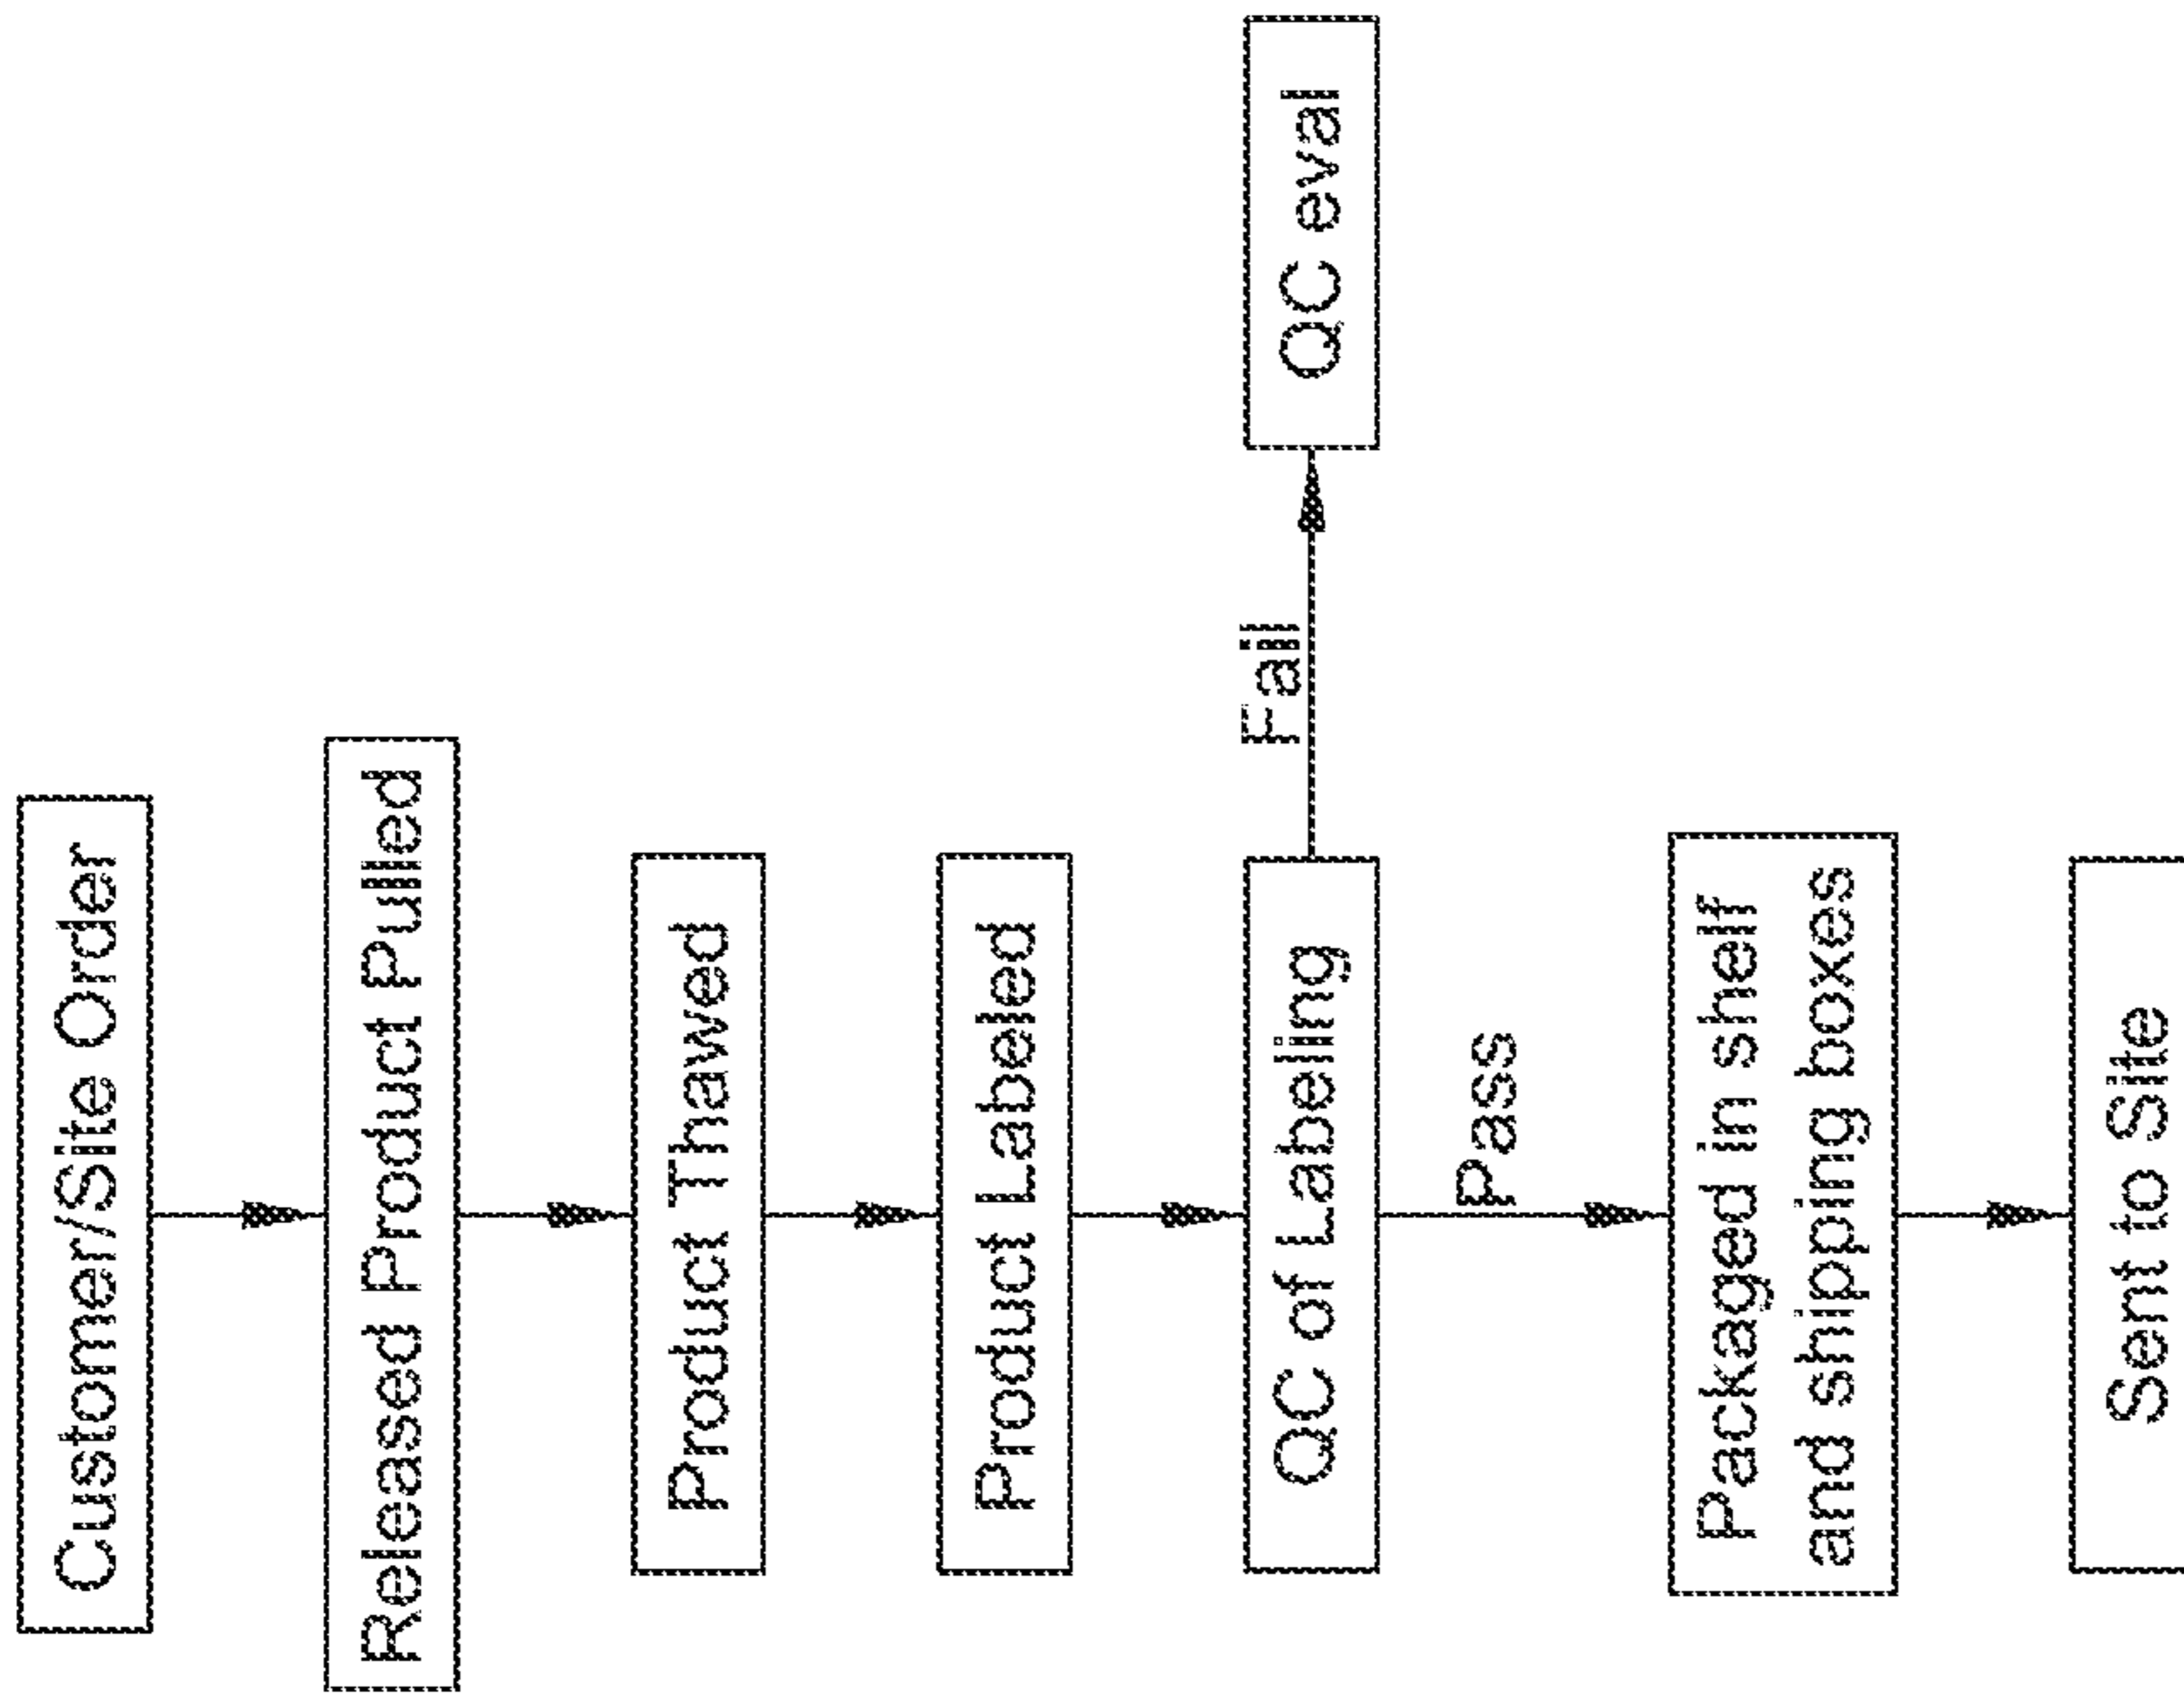 Customer/Site Order
Released Product Pulled
Product Thawed
Product Labeled
QC of Labeling
Fail
QC eval
Pass
Packaged in shelf
and shipping boxes
Sent to Site